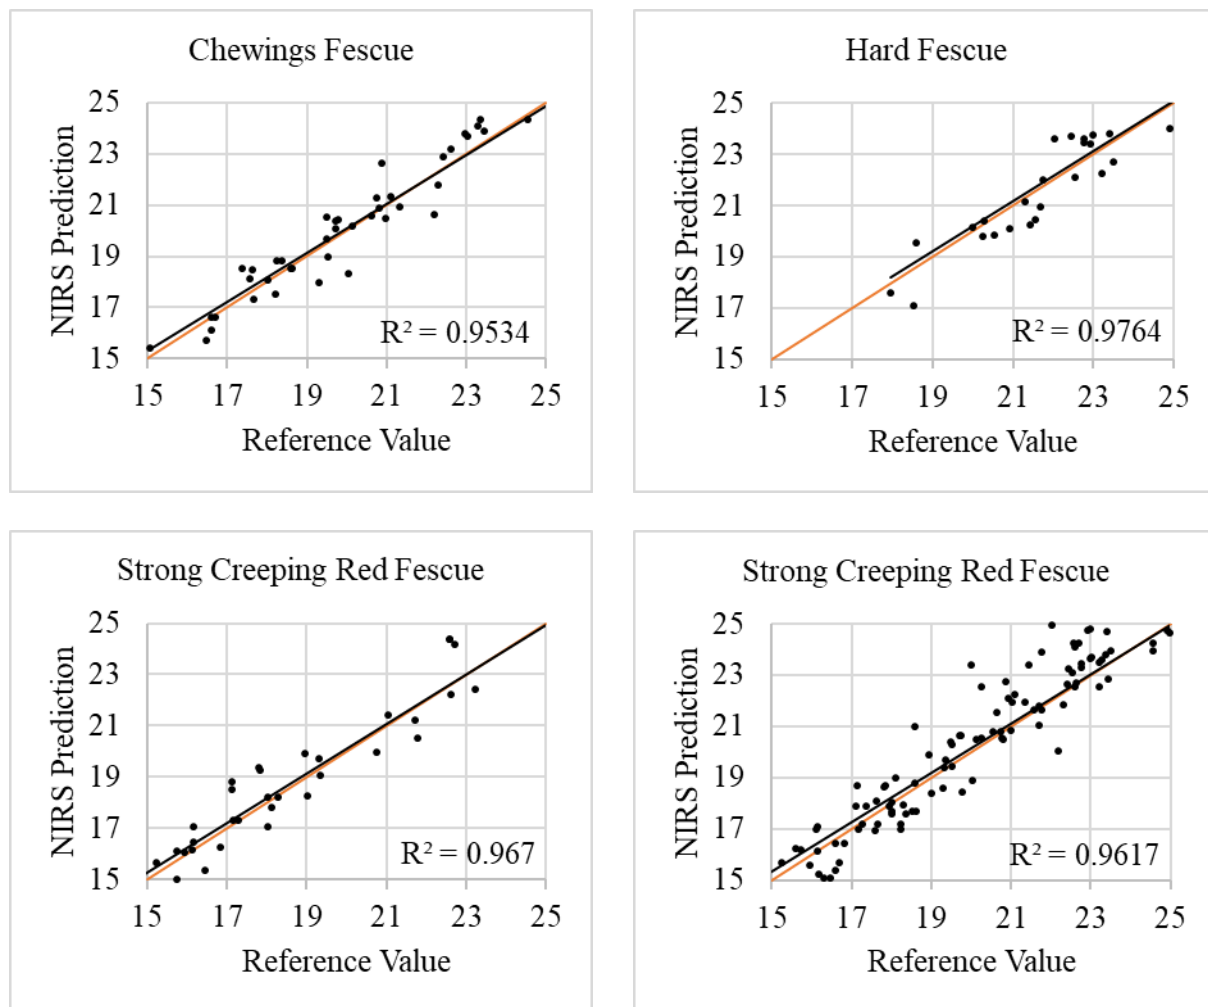 Chewings Fescue
NIRS Prediction
25
23
21
19
17
15
R² = 0.9534
15 17 19 21 23 25
Reference Value
Hard Fescue
NIRS Prediction
25
23
21
19
17
15
R² = 0.9764
15 17 19 21 23 25
Reference Value
Strong Creeping Red Fescue
NIRS Prediction
25
23
21
19
17
15
R² = 0.967
15 17 19 21 23 25
Reference Value
Strong Creeping Red Fescue
NIRS Prediction
25
23
21
19
17
15
R² = 0.9617
15 17 19 21 23 25
Reference Value